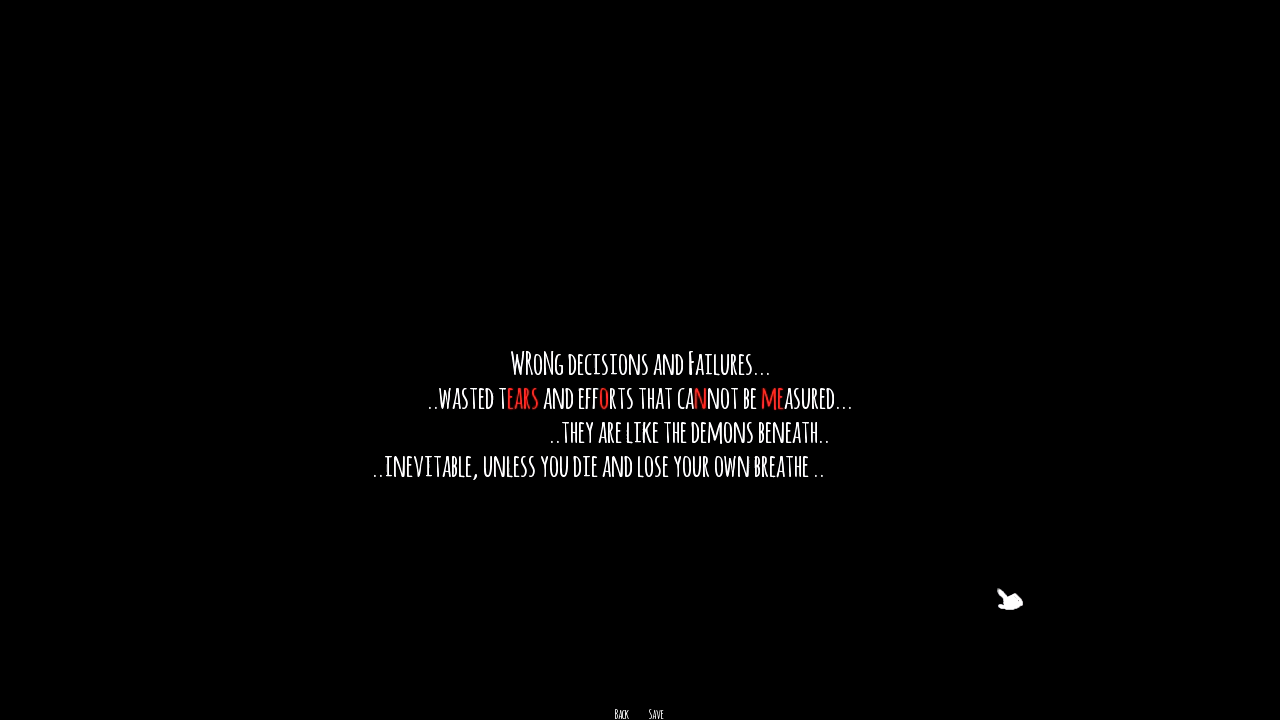 WRoNg decisions and Failures...
..wasted tears and efforts that cannot be measured...
..they are like the demons beneath..
..inevitable, unless you die and lose your own breathe ..
Back Save